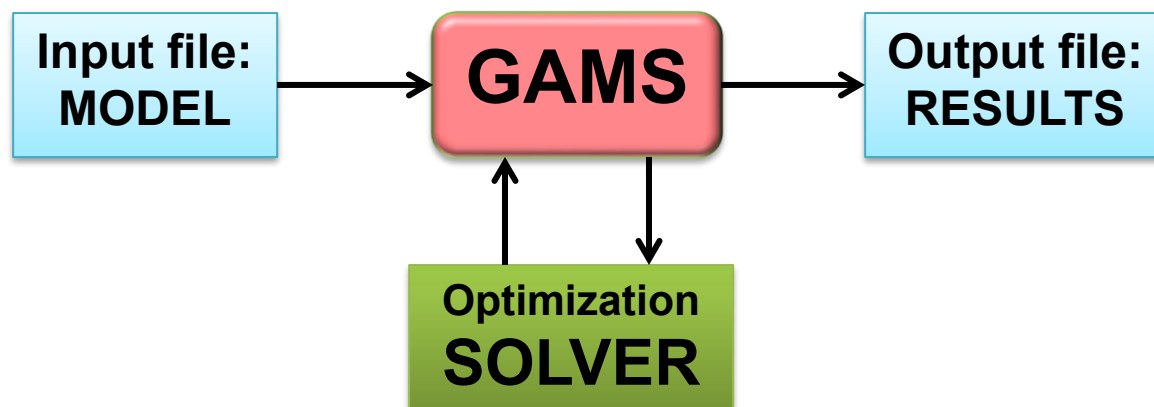 Input file:
MODEL
GAMS
Output file:
RESULTS
Optimization
SOLVER